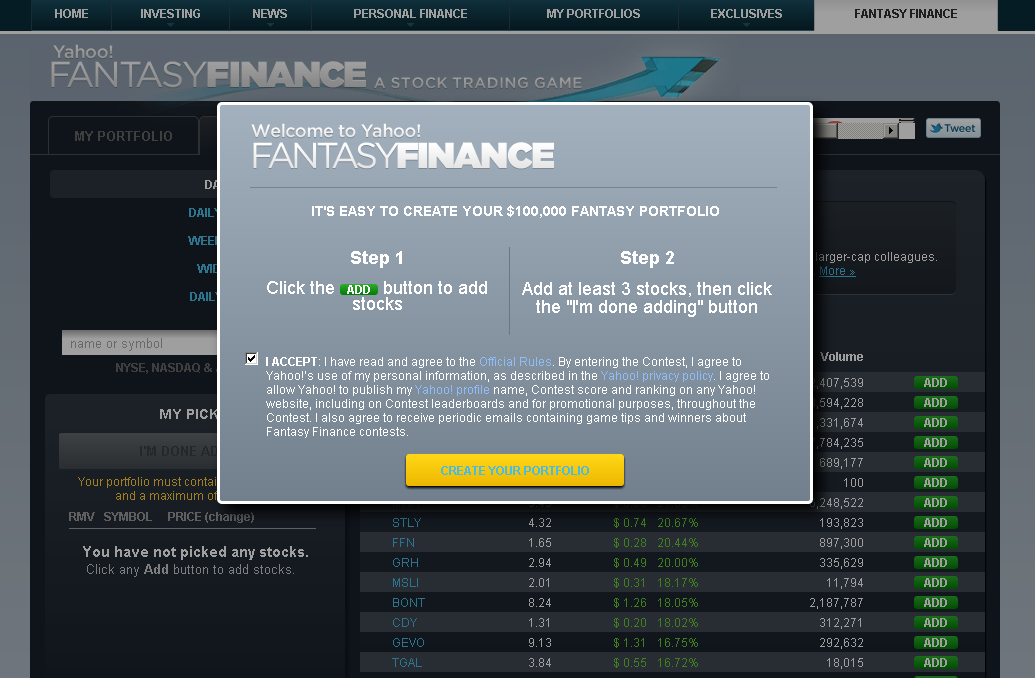 HOME INVESTING NEWS PERSONAL FINANCE MY PORTFOLIOS EXCLUSIVES FANTASY FINANCE
Yahoo!
FANTASYFINANCE A STOCK TRADING GAME
MY PORTFOLIO
Tweet
Welcome to Yahoo!
FANTASYFINANCE
IT'S EASY TO CREATE YOUR $100,000 FANTASY PORTFOLIO
Step 1
Click the ADD button to add
stocks
Step 2
Add at least 3 stocks, then click
the "I'm done adding" button
I ACCEPT: I have read and agree to the Official Rules. By entering the Contest, I agree to
Yahoo!'s use of my personal information, as described in the Yahoo! privacy policy. I agree to
allow Yahoo! to publish my Yahoo! profile name, Contest score and ranking on any Yahoo!
website, including on Contest leaderboards and for promotional purposes, throughout the
Contest. I also agree to receive periodic emails containing game tips and winners about
Fantasy Finance contests.
CREATE YOUR PORTFOLIO
DAILY
WEE
WID
DAILY
name or symbol
NYSE, NASDAQ &
MY PICK
I'M DONE AD
Your portfolio must contai
and a maximum of
RMV SYMBOL PRICE (change)
You have not picked any stocks.
Click any Add button to add stocks.
larger-cap colleagues.
More »
Volume
,407,539 ADD
,594,228 ADD
,331,674 ADD
,784,235 ADD
689,177 ADD
100 ADD
,248,522 ADD
STLY 4.32 $ 0.74 20.67% 193,823 ADD
FFN 1.65 $ 0.28 20.44% 897,300 ADD
GRH 2.94 $ 0.49 20.00% 335,629 ADD
MSLI 2.01 $ 0.31 18.17% 11,794 ADD
BONT 8.24 $ 1.26 18.05% 2,187,787 ADD
CDY 1.31 $ 0.20 18.02% 312,271 ADD
GEVO 9.13 $ 1.31 16.75% 292,632 ADD
TGAL 3.84 $ 0.55 16.72% 18,015 ADD